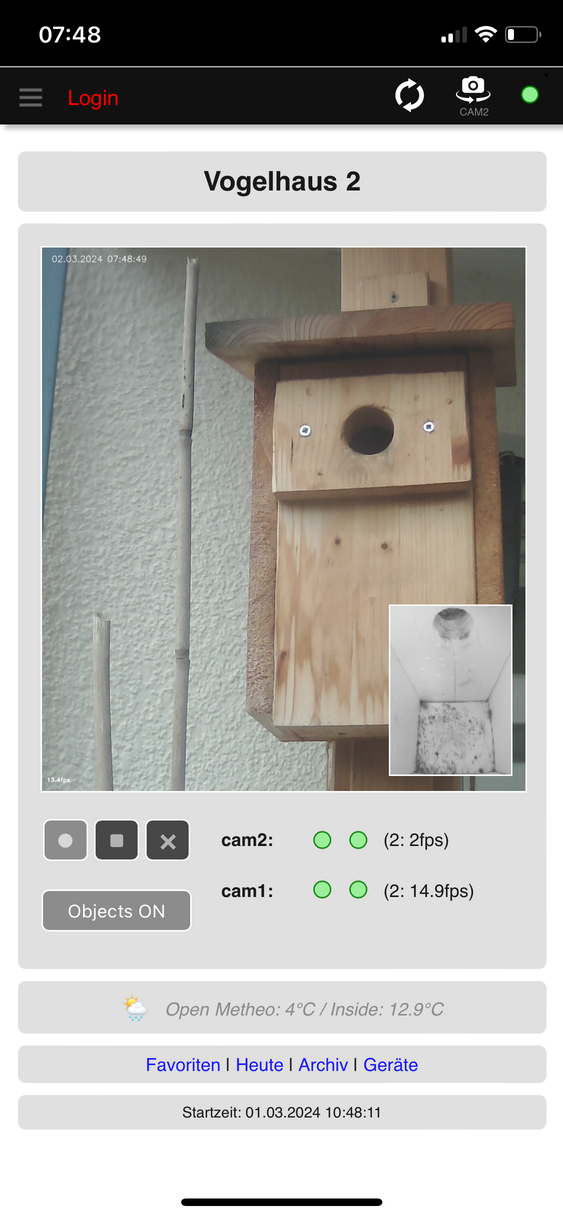 07:48
Login
CAM2
Vogelhaus 2
02.03.2024 07:48:49
13.4fps
cam2: (2: 2fps)
Objects ON
cam1: (2: 14.9fps)
Open Metheo: 4°C / Inside: 12.9°C
Favoriten | Heute | Archiv | Geräte
Startzeit: 01.03.2024 10:48:11